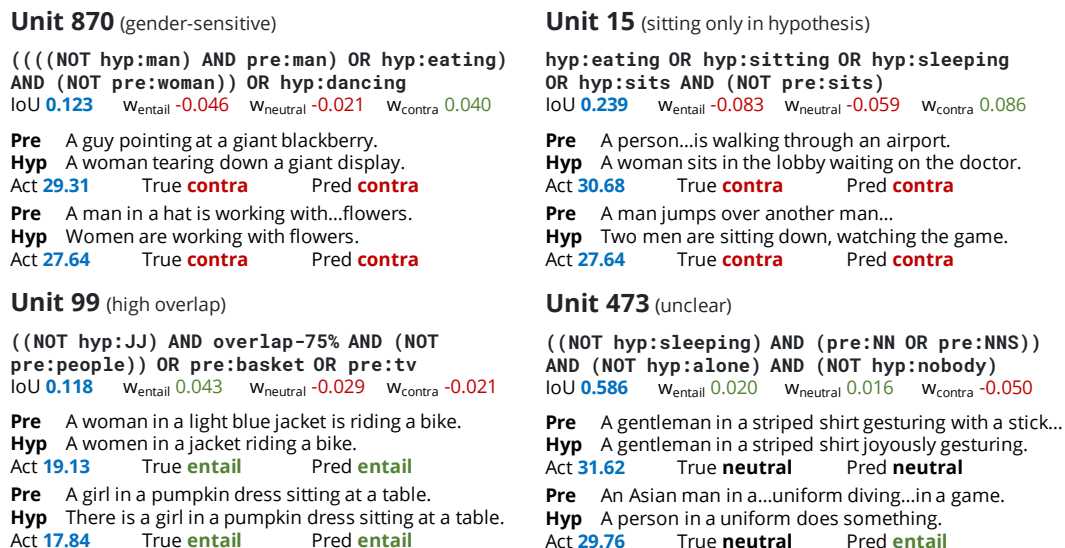 Unit 870 (gender-sensitive)
((((NOT hyp:man) AND pre:man) OR hyp:eating)
AND (NOT pre:woman)) OR hyp:dancing
IoU 0.123 wentail -0.046 wneutral -0.021 wcontra 0.040
Pre A guy pointing at a giant blackberry.
Hyp A woman tearing down a giant display.
Act 29.31 True contra Pred contra
Pre A man in a hat is working with…flowers.
Hyp Women are working with flowers.
Act 27.64 True contra Pred contra
Unit 15 (sitting only in hypothesis)
hyp:eating OR hyp:sitting OR hyp:sleeping
OR hyp:sits AND (NOT pre:sits)
IoU 0.239 wentail -0.083 wneutral -0.059 wcontra 0.086
Pre A person…is walking through an airport.
Hyp A woman sits in the lobby waiting on the doctor.
Act 30.68 True contra Pred contra
Pre A man jumps over another man…
Hyp Two men are sitting down, watching the game.
Act 27.64 True contra Pred contra
Unit 99 (high overlap)
((NOT hyp:JJ) AND overlap-75% AND (NOT
pre:people)) OR pre:basket OR pre:tv
IoU 0.118 wentail 0.043 wneutral -0.029 wcontra -0.021
Pre A woman in a light blue jacket is riding a bike.
Hyp A women in a jacket riding a bike.
Act 19.13 True entail Pred entail
Pre A girl in a pumpkin dress sitting at a table.
Hyp There is a girl in a pumpkin dress sitting at a table.
Act 17.84 True entail Pred entail
Unit 473 (unclear)
((NOT hyp:sleeping) AND (pre:NN OR pre:NNS))
AND (NOT hyp:alone) AND (NOT hyp:nobody)
IoU 0.586 wentail 0.020 wneutral 0.016 wcontra -0.050
Pre A gentleman in a striped shirt gesturing with a stick…
Hyp A gentleman in a striped shirt joyously gesturing.
Act 31.62 True neutral Pred neutral
Pre An Asian man in a…uniform diving…in a game.
Hyp A person in a uniform does something.
Act 29.76 True neutral Pred entail